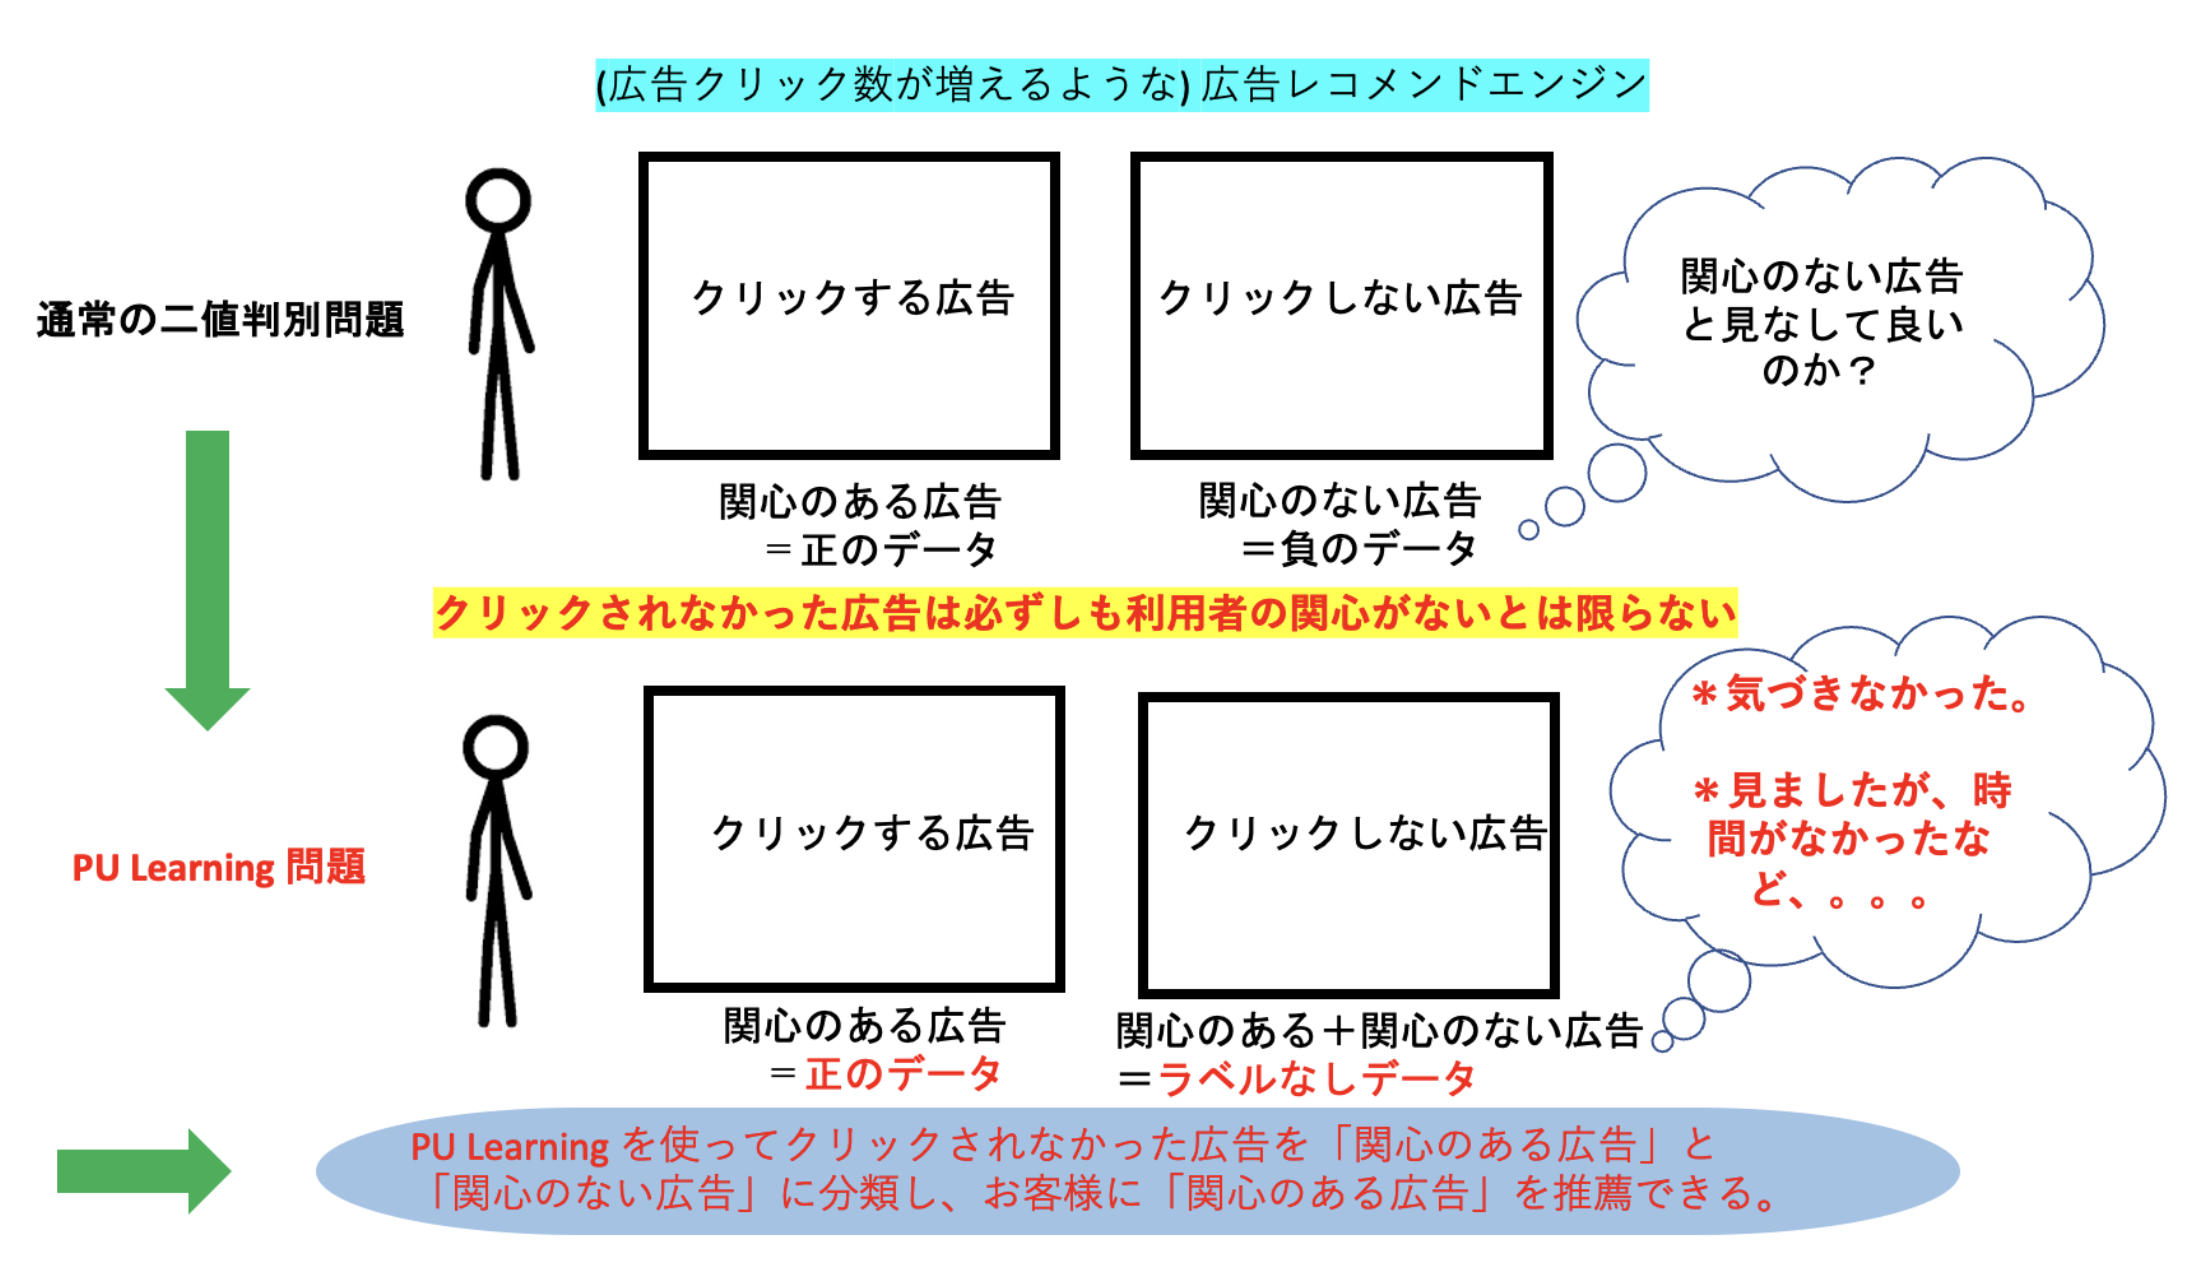 (広告クリック数が増えるような) 広告レコメンドエンジン
通常の二値判別問題
クリックする広告
クリックしない広告
関心のない広告
と見なして良い
のか？
関心のある広告
＝正のデータ
関心のない広告
＝負のデータ
クリックされなかった広告は必ずしも利用者の関心がないとは限らない
PU Learning 問題
クリックする広告
クリックしない広告
＊気づきなかった。
＊見ましたが、時
間がなかったな
ど、。。。。
関心のある広告
＝正のデータ
関心のある＋関心のない広告
＝ラベルなしデータ
PU Learning を使ってクリックされなかった広告を「関心のある広告」と
「関心のない広告」に分類し、お客様に「関心のある広告」を推薦できる。